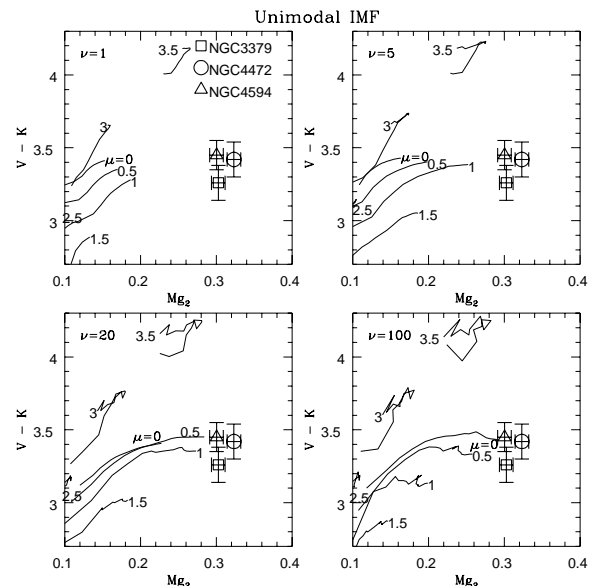 Unimodal IMF
ν=1
3.5
NGC3379
NGC4472
NGC4594
3
μ=0
0.5
1
2.5
1.5
V - K
4
3.5
3
0.1 0.2 0.3 0.4
Mg2
ν=5
3.5
3
μ=0
0.5
1
2.5
1.5
V - K
4
3.5
3
0.1 0.2 0.3 0.4
Mg2
ν=20
3.5
3
μ=0
0.5
1
2.5
1.5
V - K
4
3.5
3
0.1 0.2 0.3 0.4
Mg2
ν=100
3.5
3
μ=0
0.5
1
2.5
1.5
V - K
4
3.5
3
0.1 0.2 0.3 0.4
Mg2